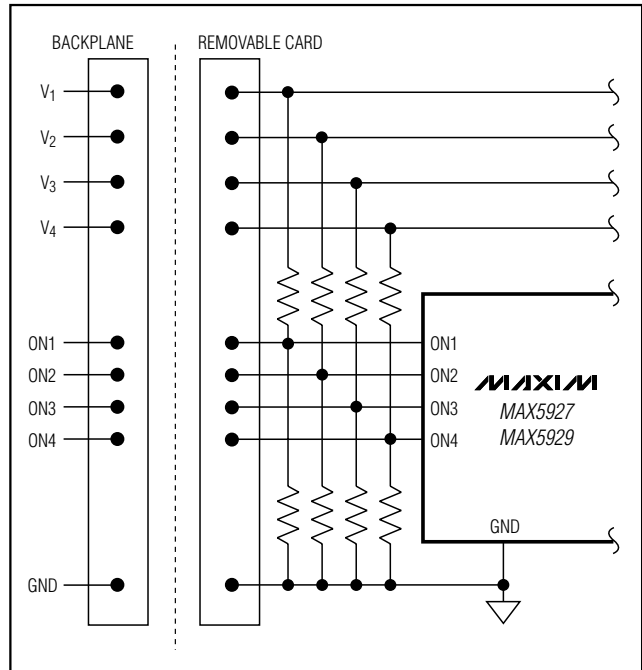 BACKPLANE
REMOVABLE CARD
V1
V2
V3
V4
ON1
ON2
ON3
ON4
GND
ON1
ON2
ON3
ON4
MAXIM
MAX5927
MAX5929
GND